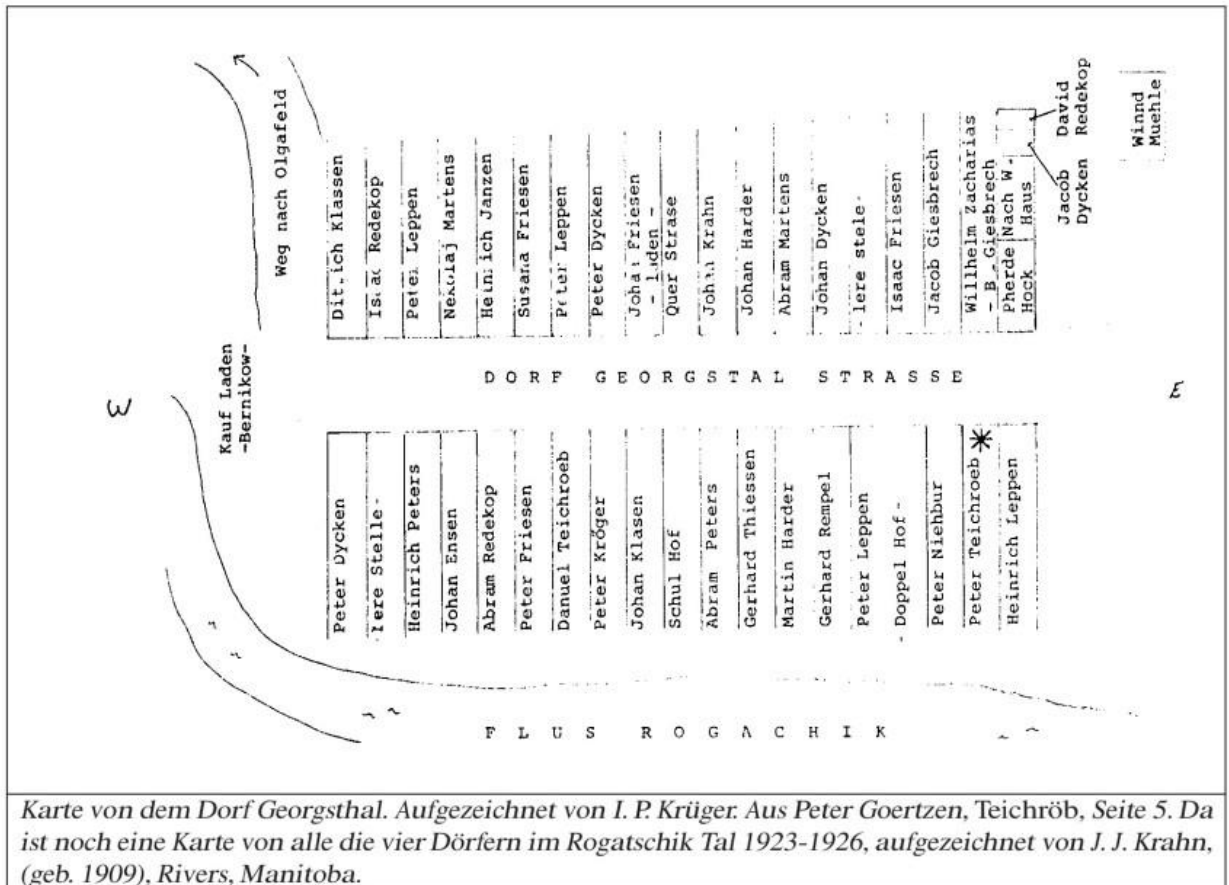 Weg nach Olgafeld
Dittrich Klassen
Isaac Redekop
Peter Leppen
Nekolaj Martens
Heinrich Janzen
Susana Friesen
Peter Leppen
Peter Dycken
Johan Friesen
- laden -
Quer Strase
Johan Krahn
Johan Harder
Abram Martens
Johan Dycken
-lere stele-
Isaac Friesen
Jacob Giesbrech
Willhelm Zacharias
- B. Giesbrech
Pherde Nach W-
Hock Haus
Jacob
Dycken
David
Redekop
Winnd
Muehle
Kauf Laden
-Bernikow-
W
DORF GEORGSTAL STRASSE
E
Peter Dycken
-lere Stelle-
Heinrich Peters
Johan Ensen
Abram Redekop
Peter Friesen
Danuel Teichroeb
Peter Kröger
Johan Klasen
Schul Hof
Abram Peters
Gerhard Thiessen
Martin Harder
Gerhard Rempel
Peter Leppen
-Doppel Hof-
Peter Niehbur
Peter Teichroeb *
Heinrich Leppen
FLUS ROGACHIK
Karte von dem Dorf Georgsthal. Aufgezeichnet von I. P. Krüger. Aus Peter Goertzen, Teichröb, Seite 5. Da
ist noch eine Karte von alle die vier Dörfern im Rogatschik Tal 1923-1926, aufgezeichnet von J. J. Krahn,
(geb. 1909), Rivers, Manitoba.